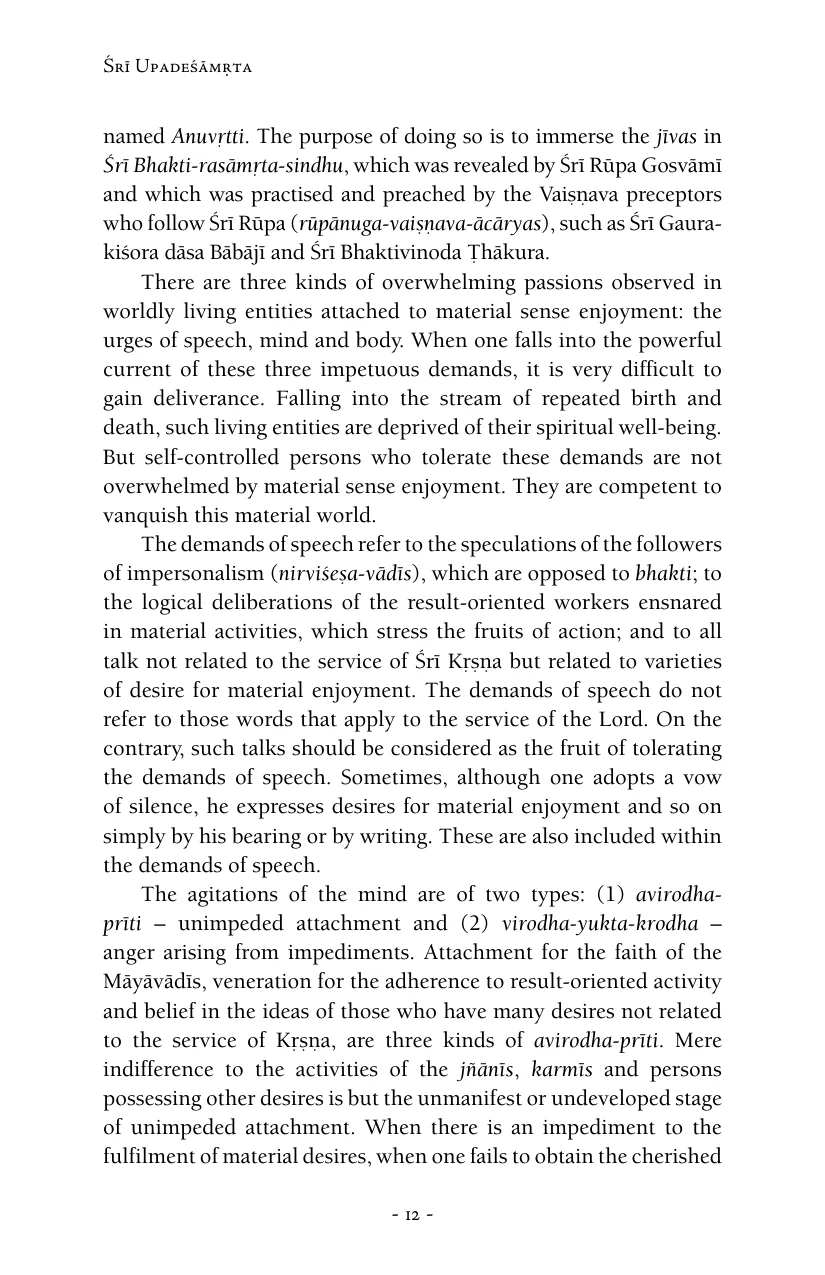 Śrī Upadeśāmṛta
named Anuvṛtti. The purpose of doing so is to immerse the jīvas in
Śrī Bhakti-rasāmṛta-sindhu, which was revealed by Śrī Rūpa Gosvāmī
and which was practised and preached by the Vaiṣṇava preceptors
who follow Śrī Rūpa (rūpānuga-vaiṣṇava-ācāryas), such as Śrī Gaura-
kiśora dāsa Bābājī and Śrī Bhaktivinoda Ṭhākura.
There are three kinds of overwhelming passions observed in
worldly living entities attached to material sense enjoyment: the
urges of speech, mind and body. When one falls into the powerful
current of these three impetuous demands, it is very difficult to
gain deliverance. Falling into the stream of repeated birth and
death, such living entities are deprived of their spiritual well-being.
But self-controlled persons who tolerate these demands are not
overwhelmed by material sense enjoyment. They are competent to
vanquish this material world.
The demands of speech refer to the speculations of the followers
of impersonalism (nirviśeṣa-vādīs), which are opposed to bhakti; to
the logical deliberations of the result-oriented workers ensnared
in material activities, which stress the fruits of action; and to all
talk not related to the service of Śrī Kṛṣṇa but related to varieties
of desire for material enjoyment. The demands of speech do not
refer to those words that apply to the service of the Lord. On the
contrary, such talks should be considered as the fruit of tolerating
the demands of speech. Sometimes, although one adopts a vow
of silence, he expresses desires for material enjoyment and so on
simply by his bearing or by writing. These are also included within
the demands of speech.
The agitations of the mind are of two types: (1) avirodha-
prīti – unimpeded attachment and (2) virodha-yukta-krodha –
anger arising from impediments. Attachment for the faith of the
Māyāvādīs, veneration for the adherence to result-oriented activity
and belief in the ideas of those who have many desires not related
to the service of Kṛṣṇa, are three kinds of avirodha-prīti. Mere
indifference to the activities of the jñānīs, karmīs and persons
possessing other desires is but the unmanifest or undeveloped stage
of unimpeded attachment. When there is an impediment to the
fulfilment of material desires, when one fails to obtain the cherished
- 12 -